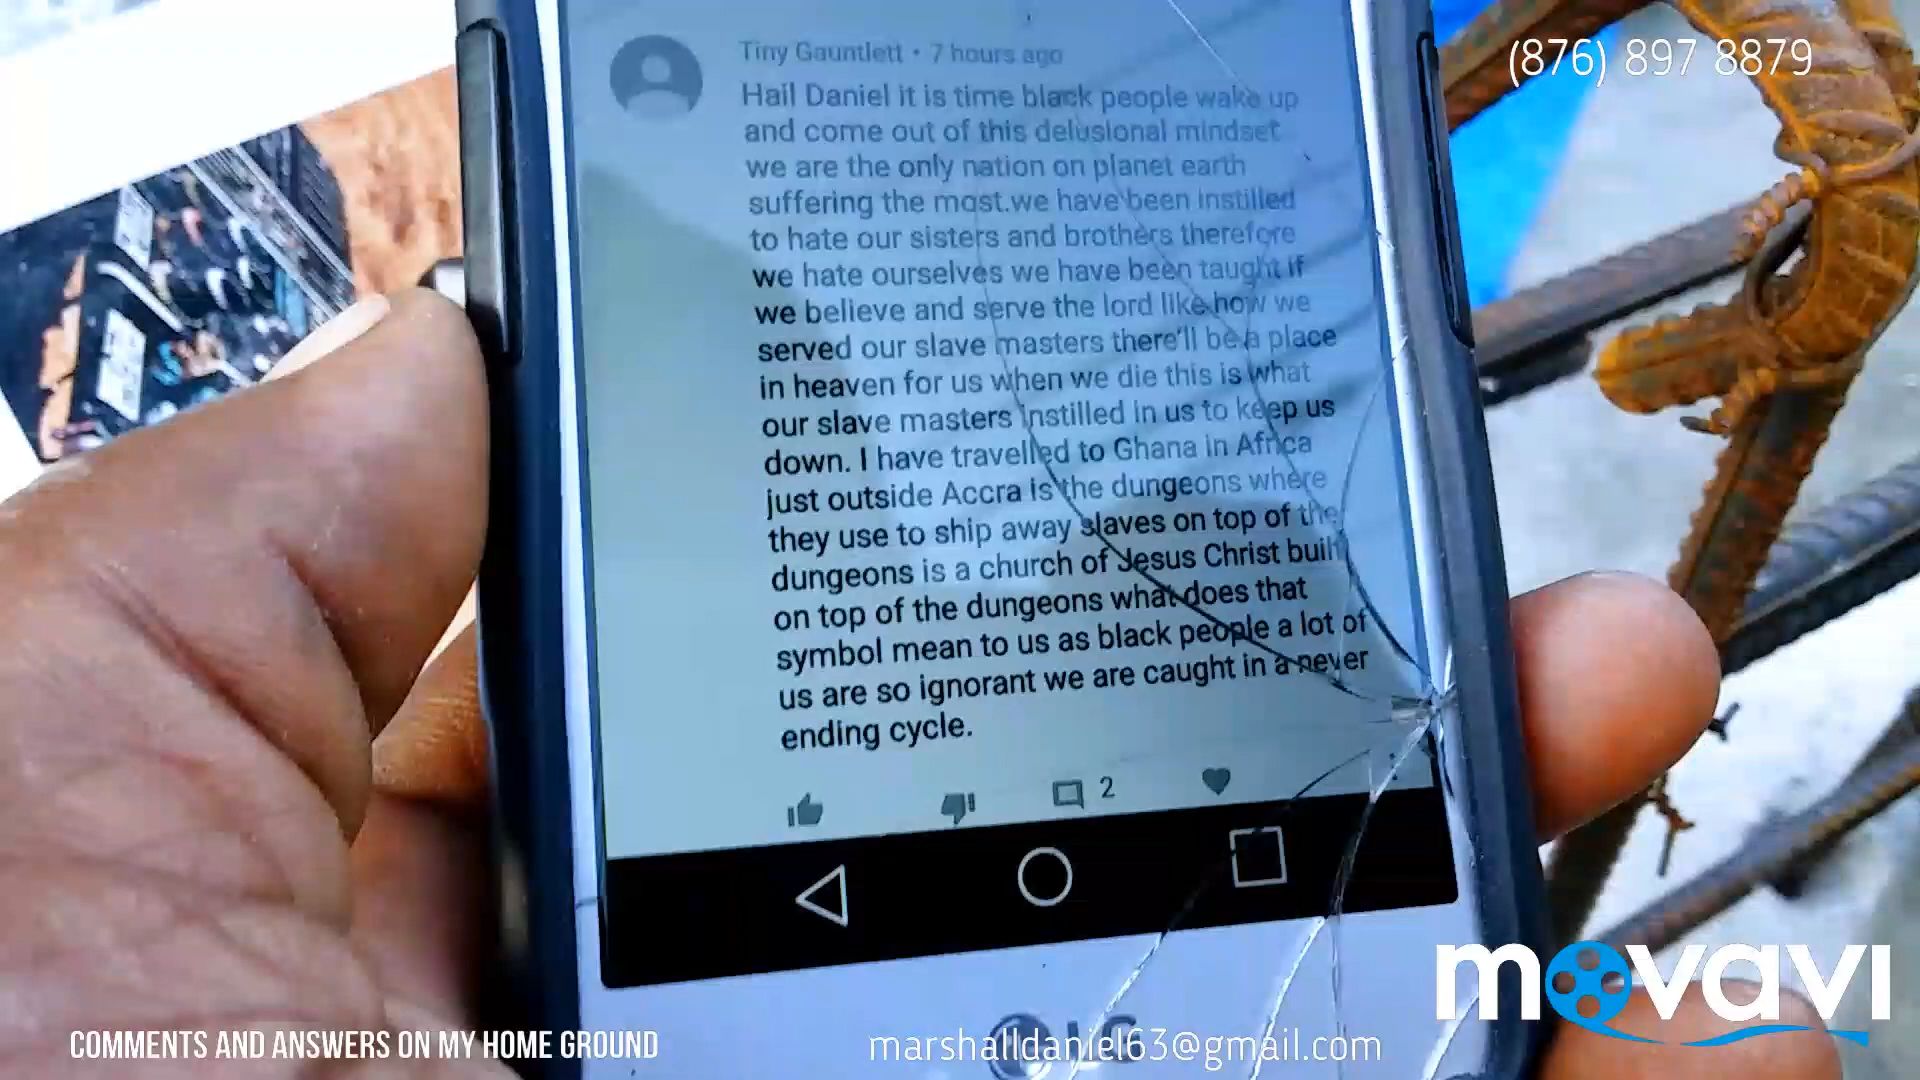 (876) 897 8879
Tiny Gauntlett • 7 hours ago
Hail Daniel it is time black people wake up
and come out of this delusional mindset
we are the only nation on planet earth
suffering the most.we have been instilled
to hate our sisters and brothers therefore
we hate ourselves we have been taught if
we believe and serve the lord like how we
served our slave masters there'll be a place
in heaven for us when we die this is what
our slave masters instilled in us to keep us
down. I have travelled to Ghana in Africa
just outside Accra is the dungeons where
they use to ship away slaves on top of the
dungeons is a church of Jesus Christ built
on top of the dungeons what does that
symbol mean to us as black people a lot of
us are so ignorant we are caught in a never
ending cycle.
2
LG
movavi
COMMENTS AND ANSWERS ON MY HOME GROUND
marshalldaniel63@gmail.com